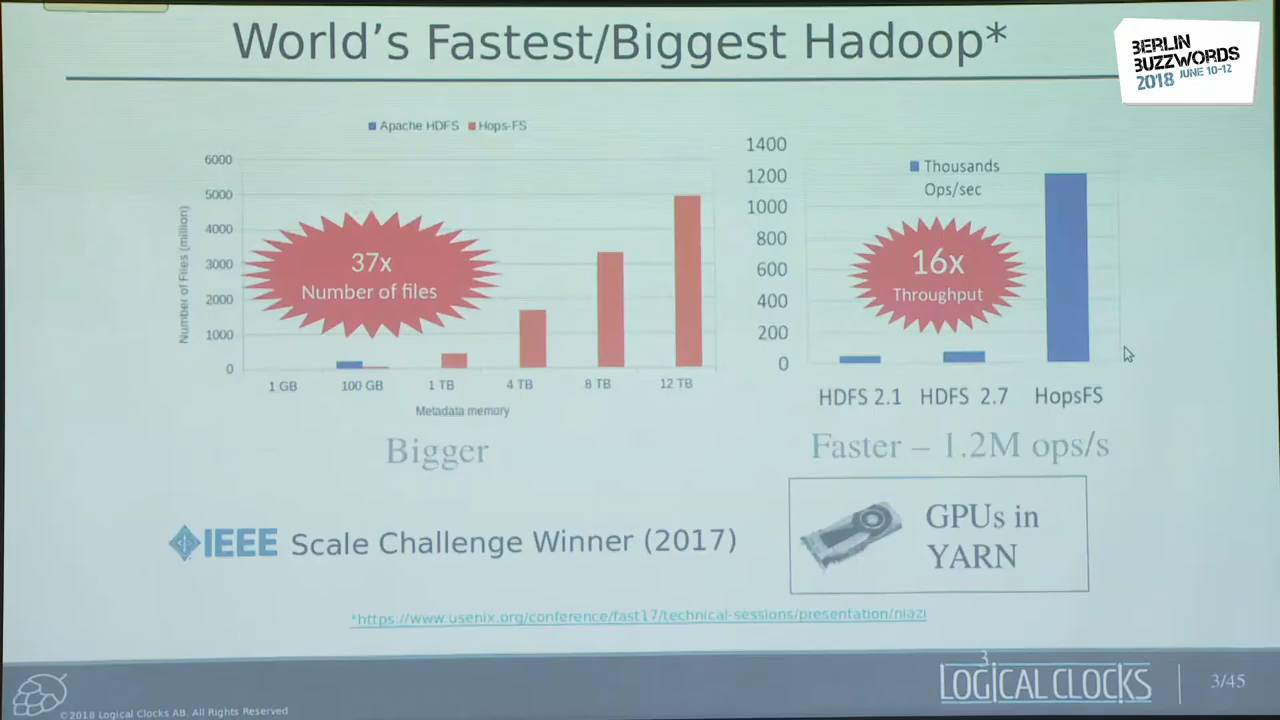 World's Fastest/Biggest Hadoop*
BERLIN
BUZZWORDS
2018 JUNE 10-12
Apache HDFS Hops-FS
6000
5000
4000
3000
2000
1000
0
Number of Files (million)
37x
Number of files
1 GB 100 GB 1 TB 4 TB 8 TB 12 TB
Metadata memory
Bigger
1400
1200
1000
800
600
400
200
0
Thousands
Ops/sec
16x
Throughput
HDFS 2.1 HDFS 2.7 HopsFS
Faster – 1.2M ops/s
IEEE Scale Challenge Winner (2017)
GPUs in
YARN
*https://www.usenix.org/conference/fast17/technical-sessions/presentation/niazi
©2018 Logical Clocks AB. All Rights Reserved
3
LOGICAL CLOCKS
3/45